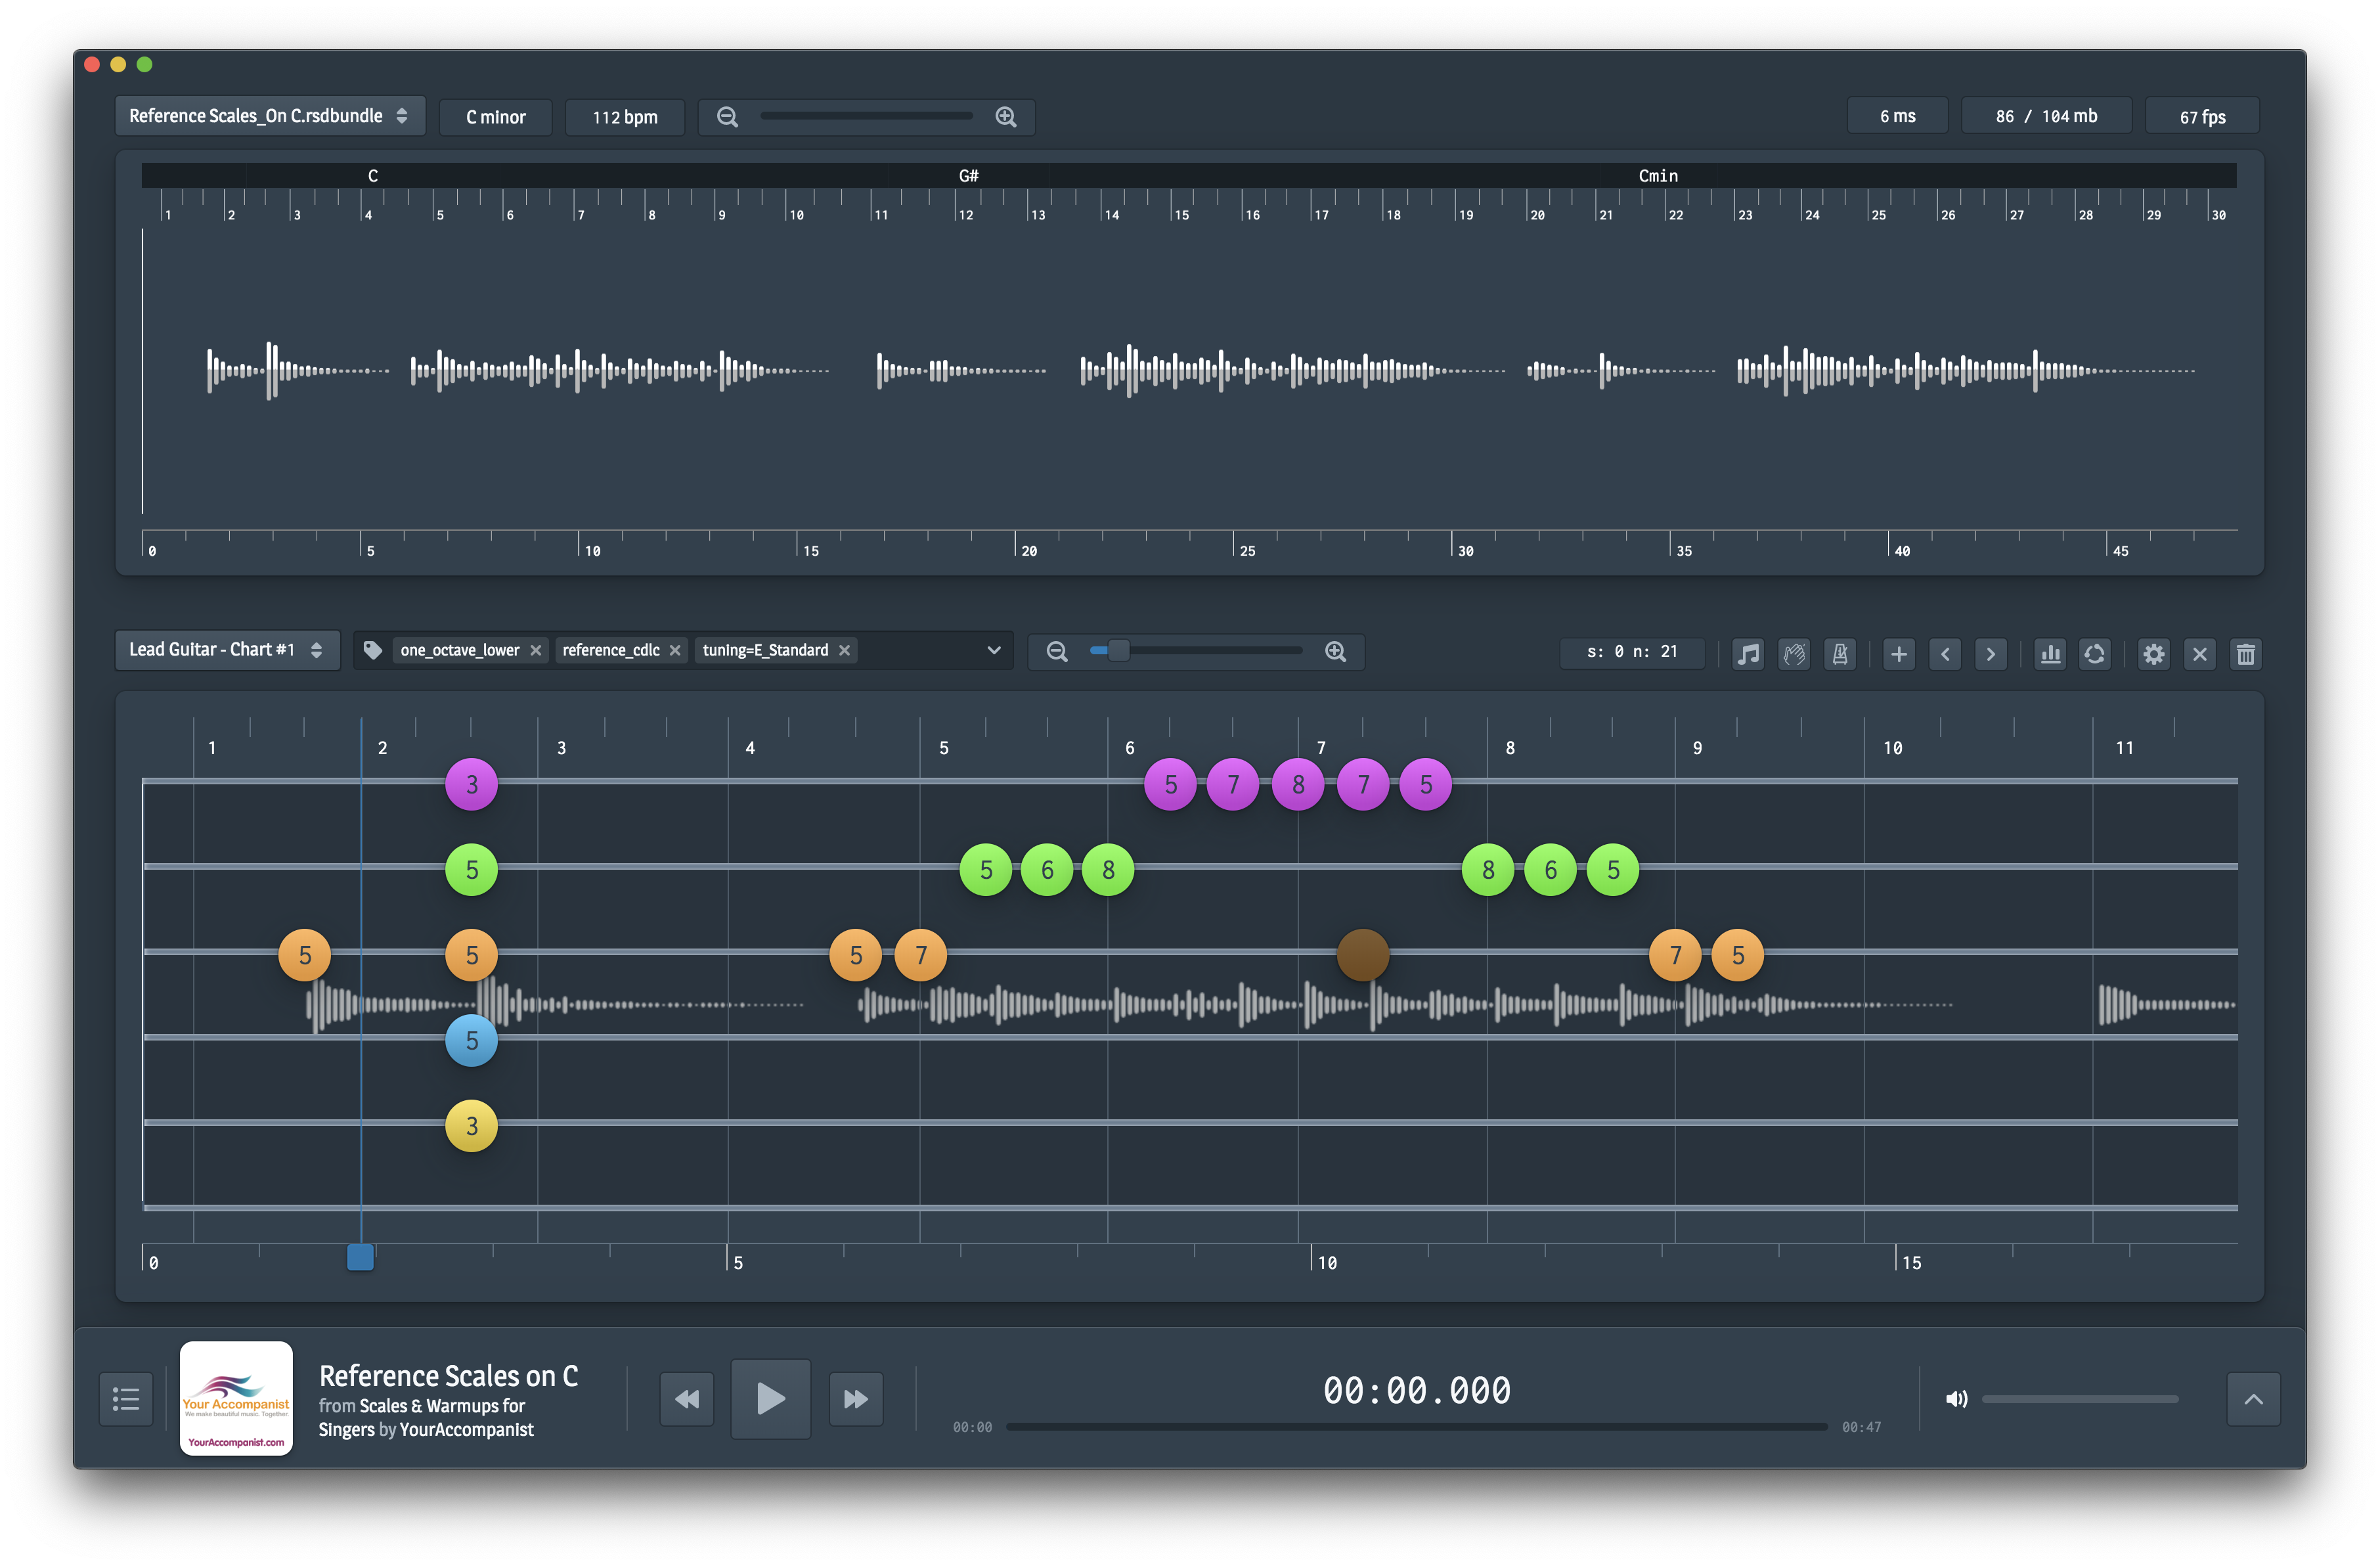 Reference Scales_On C.rsdbundle C minor 112 bpm 6 ms 86 / 104 mb 67 fps
C G# Cmin
1 2 3 4 5 6 7 8 9 10 11 12 13 14 15 16 17 18 19 20 21 22 23 24 25 26 27 28 29 30
0 5 10 15 20 25 30 35 40 45
Lead Guitar - Chart #1 one_octave_lower reference_cdlc tuning=E_Standard s: 0 n: 21
1 2 3 4 5 6 7 8 9 10 11
3 5 7 8 7 5
5 5 6 8 8 6 5
5 5 5 7 7 5
5
3
0 5 10 15
Your Accompanist
We make beautiful music. Together.
YourAccompanist.com
Reference Scales on C
from Scales & Warmups for
Singers by YourAccompanist
00:00.000
00:00 00:47